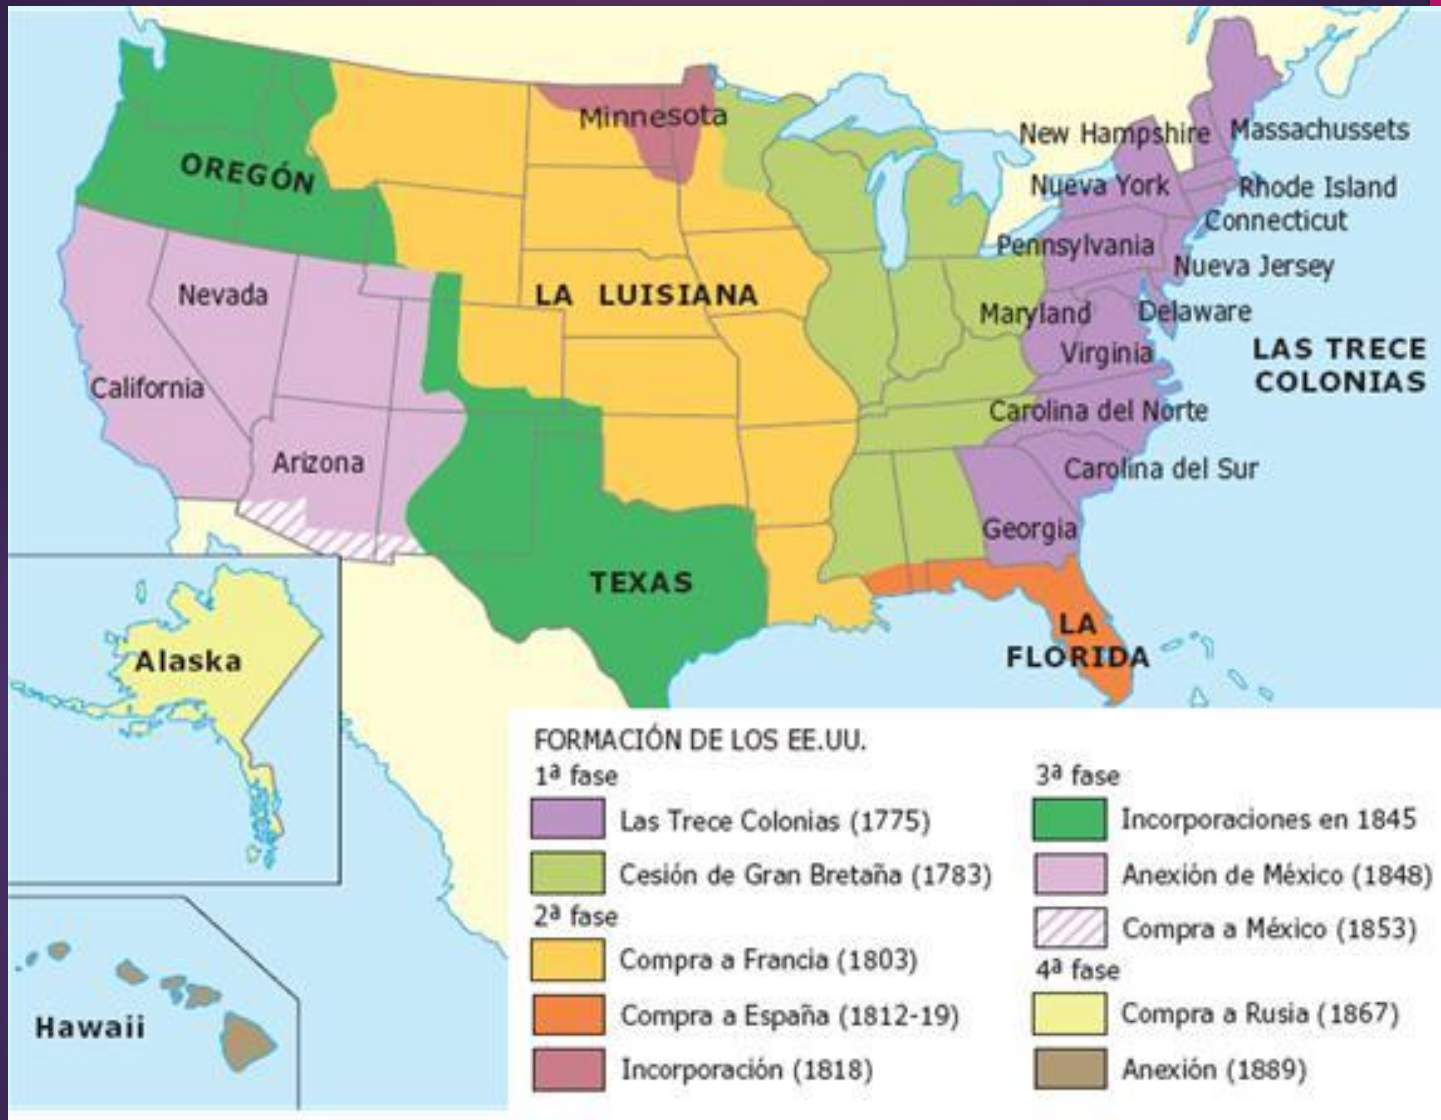 Minnesota
New Hampshire
Massachussets
OREGÓN
Nueva York
Rhode Island
Connecticut
Pennsylvania
Nueva Jersey
Nevada
LA LUISIANA
Maryland
Delaware
Virginia
LAS TRECE
COLONIAS
California
Carolina del Norte
Arizona
Carolina del Sur
Georgia
TEXAS
LA
FLORIDA
Alaska
Hawaii
FORMACIÓN DE LOS EE.UU.
1ª fase
Las Trece Colonias (1775)
Cesión de Gran Bretaña (1783)
2ª fase
Compra a Francia (1803)
Compra a España (1812-19)
Incorporación (1818)
3ª fase
Incorporaciones en 1845
Anexión de México (1848)
Compra a México (1853)
4ª fase
Compra a Rusia (1867)
Anexión (1889)